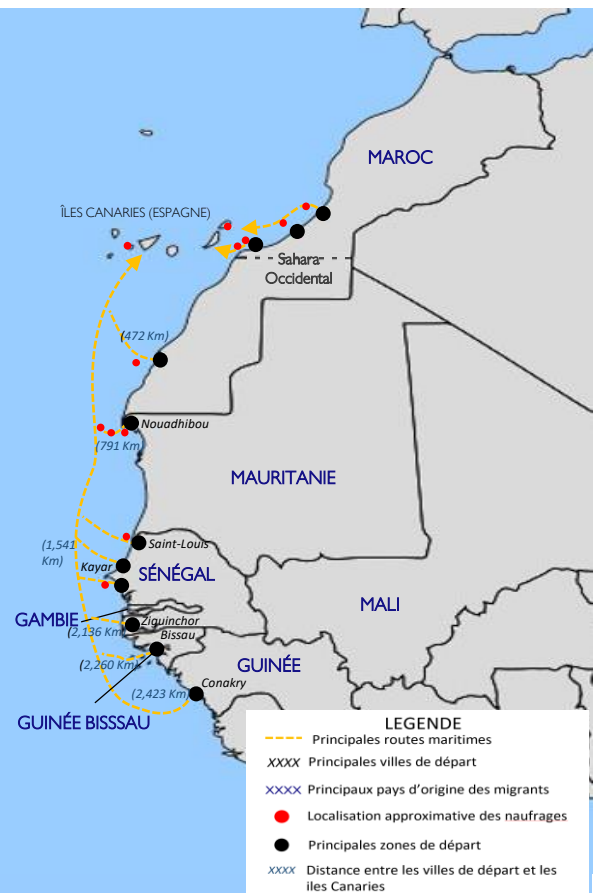 MAROC
ÎLES CANARIES (ESPAGNE)
Sahara
Occidental
(472 Km)
Nouadhibou
(791 Km
MAURITANIE
Saint-Louis
(1,541
Km)
Kayar
SÉNÉGAL
MALI
GAMBIE
Ziguinchor
(2,136 Km)
Bissau
GUINÉE
(2,260 Km)
Conakry
(2,423 Km)
GUINÉE BISSSAU
LEGENDE
Principales routes maritimes
XXXX Principales villes de départ
XXXX Principaux pays d'origine des migrants
Localisation approximative des naufrages
Principales zones de départ
XXXX Distance entre les villes de départ et les
iles Canaries